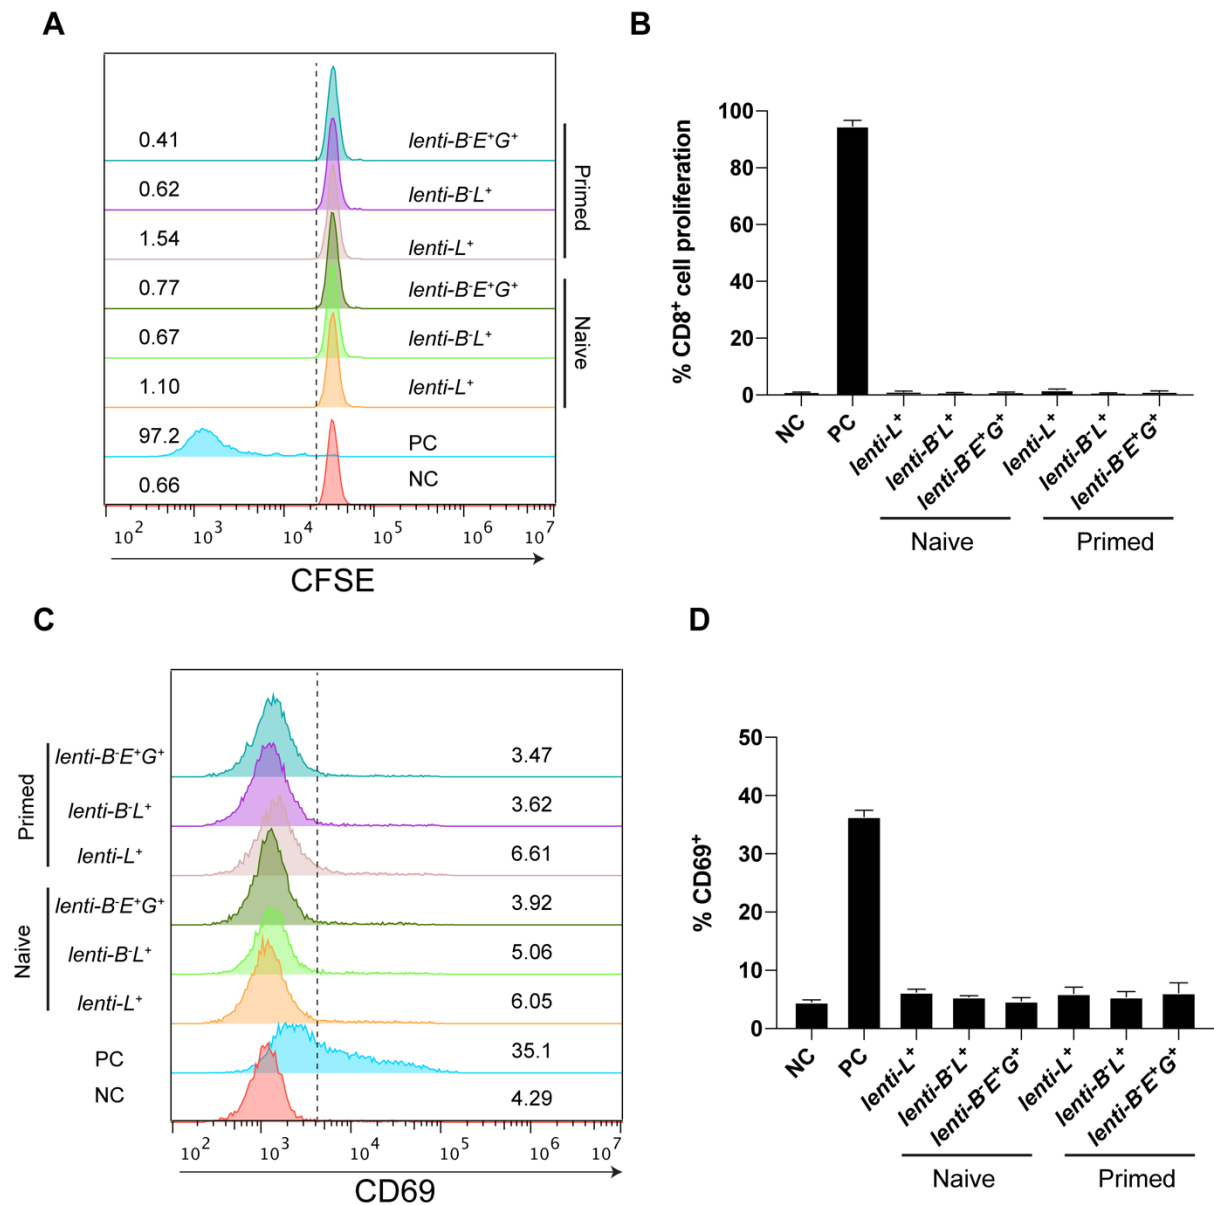 A
0.41 lenti-B⁻E⁺G⁺
0.62 lenti-B⁻L⁺
1.54 lenti-L⁺
Primed
0.77 lenti-B⁻E⁺G⁺
0.67 lenti-B⁻L⁺
1.10 lenti-L⁺
Naive
97.2 PC
0.66 NC
10² 10³ 10⁴ 10⁵ 10⁶ 10⁷
CFSE
B
% CD8⁺ cell proliferation
100
80
60
40
20
0
NC PC lenti-L⁺ lenti-B⁻L⁺ lenti-B⁻E⁺G⁺ lenti-L⁺ lenti-B⁻L⁺ lenti-B⁻E⁺G⁺
Naive Primed
C
Primed
lenti-B⁻E⁺G⁺ 3.47
lenti-B⁻L⁺ 3.62
lenti-L⁺ 6.61
Naive
lenti-B⁻E⁺G⁺ 3.92
lenti-B⁻L⁺ 5.06
lenti-L⁺ 6.05
PC 35.1
NC 4.29
10² 10³ 10⁴ 10⁵ 10⁶ 10⁷
CD69
D
% CD69⁺
50
40
30
20
10
0
NC PC lenti-L⁺ lenti-B⁻L⁺ lenti-B⁻E⁺G⁺ lenti-L⁺ lenti-B⁻L⁺ lenti-B⁻E⁺G⁺
Naive Primed